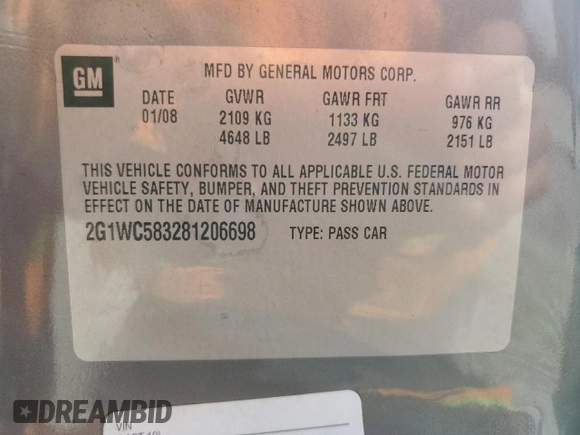 GM
MFD BY GENERAL MOTORS CORP.
DATE GVWR GAWR FRT GAWR RR
01/08 2109 KG 1133 KG 976 KG
4648 LB 2497 LB 2151 LB
THIS VEHICLE CONFORMS TO ALL APPLICABLE U.S. FEDERAL MOTOR
VEHICLE SAFETY, BUMPER, AND THEFT PREVENTION STANDARDS IN
EFFECT ON THE DATE OF MANUFACTURE SHOWN ABOVE.
2G1WC583281206698 TYPE: PASS CAR
VIN
DREAMBID